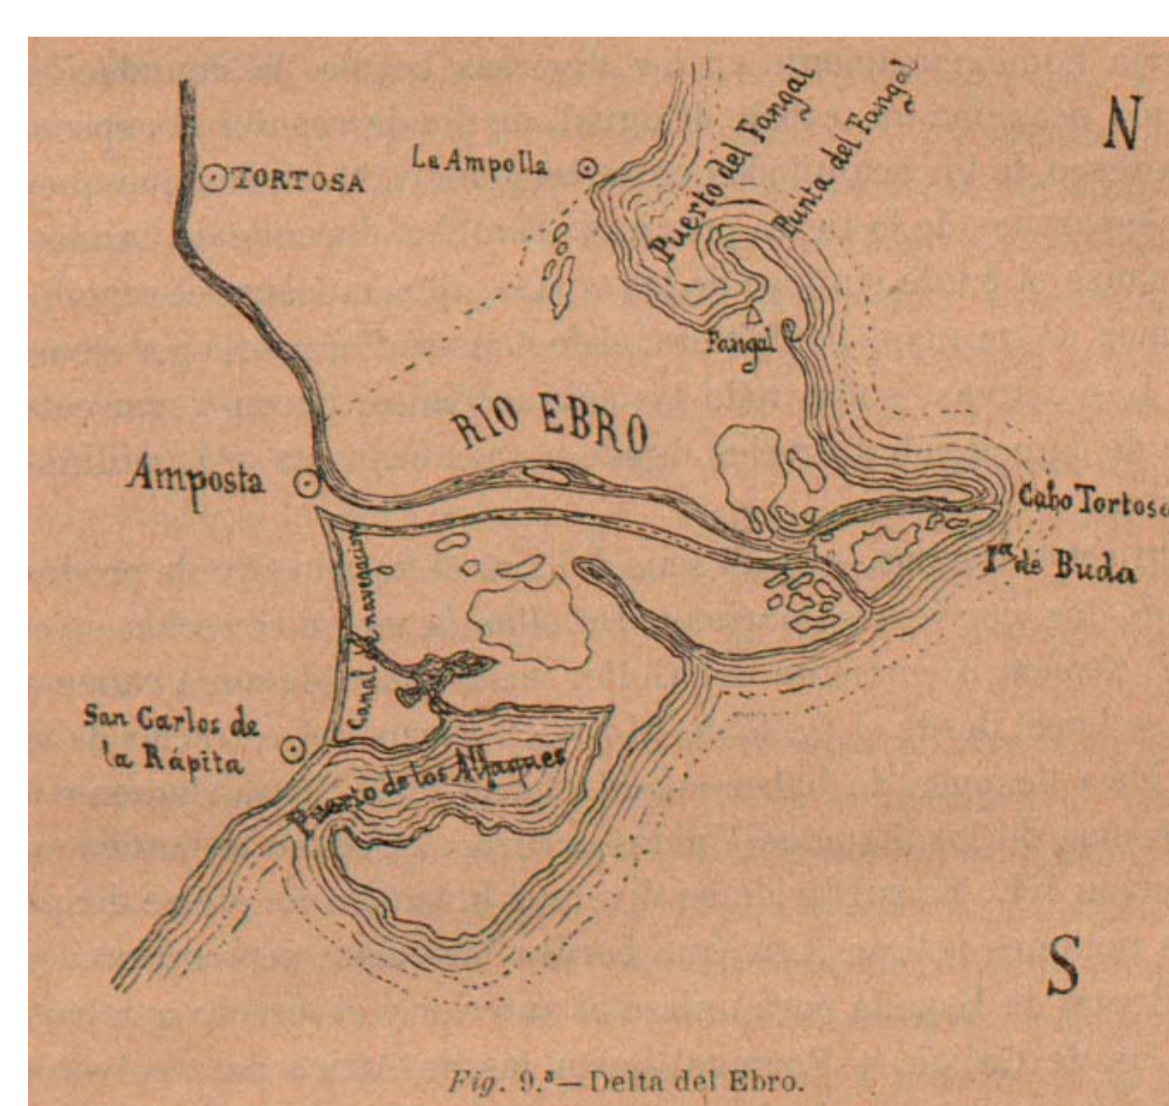 N
TORTOSA
La Ampolla
Puerto del Fangal
Punta del Fangal
Fangal
RIO EBRO
Amposta
Cabo Tortosa
I.ª de Buda
Canal de navegacion
San Carlos de
la Rápita
Puerto de los Alfaques
S
Fig. 9.ª—Delta del Ebro.